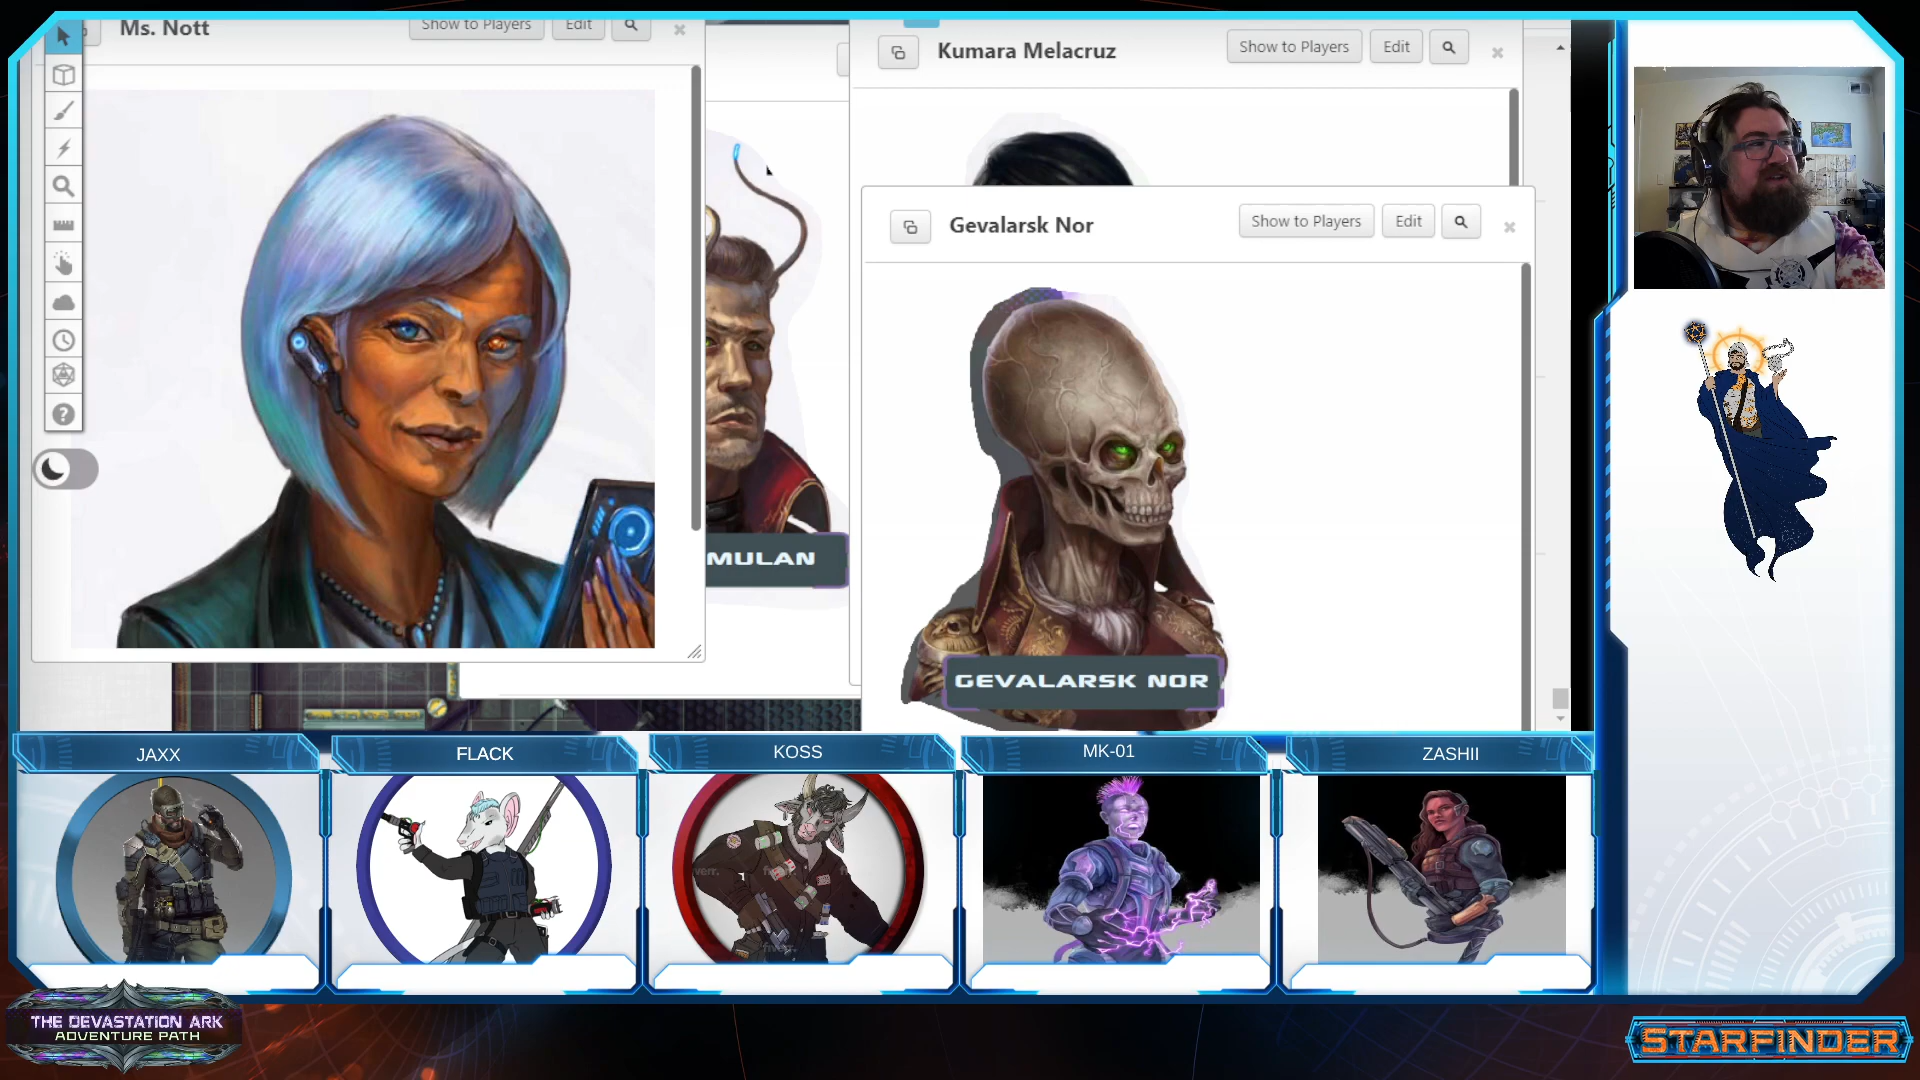 Ms. Nott
Show to Players
Edit
Kumara Melacruz
Show to Players
Edit
Gevalarsk Nor
Show to Players
Edit
MULAN
GEVALARSK NOR
JAXX
FLACK
KOSS
MK-01
ZASHII
THE DEVASTATION ARK
ADVENTURE PATH
STARFINDER